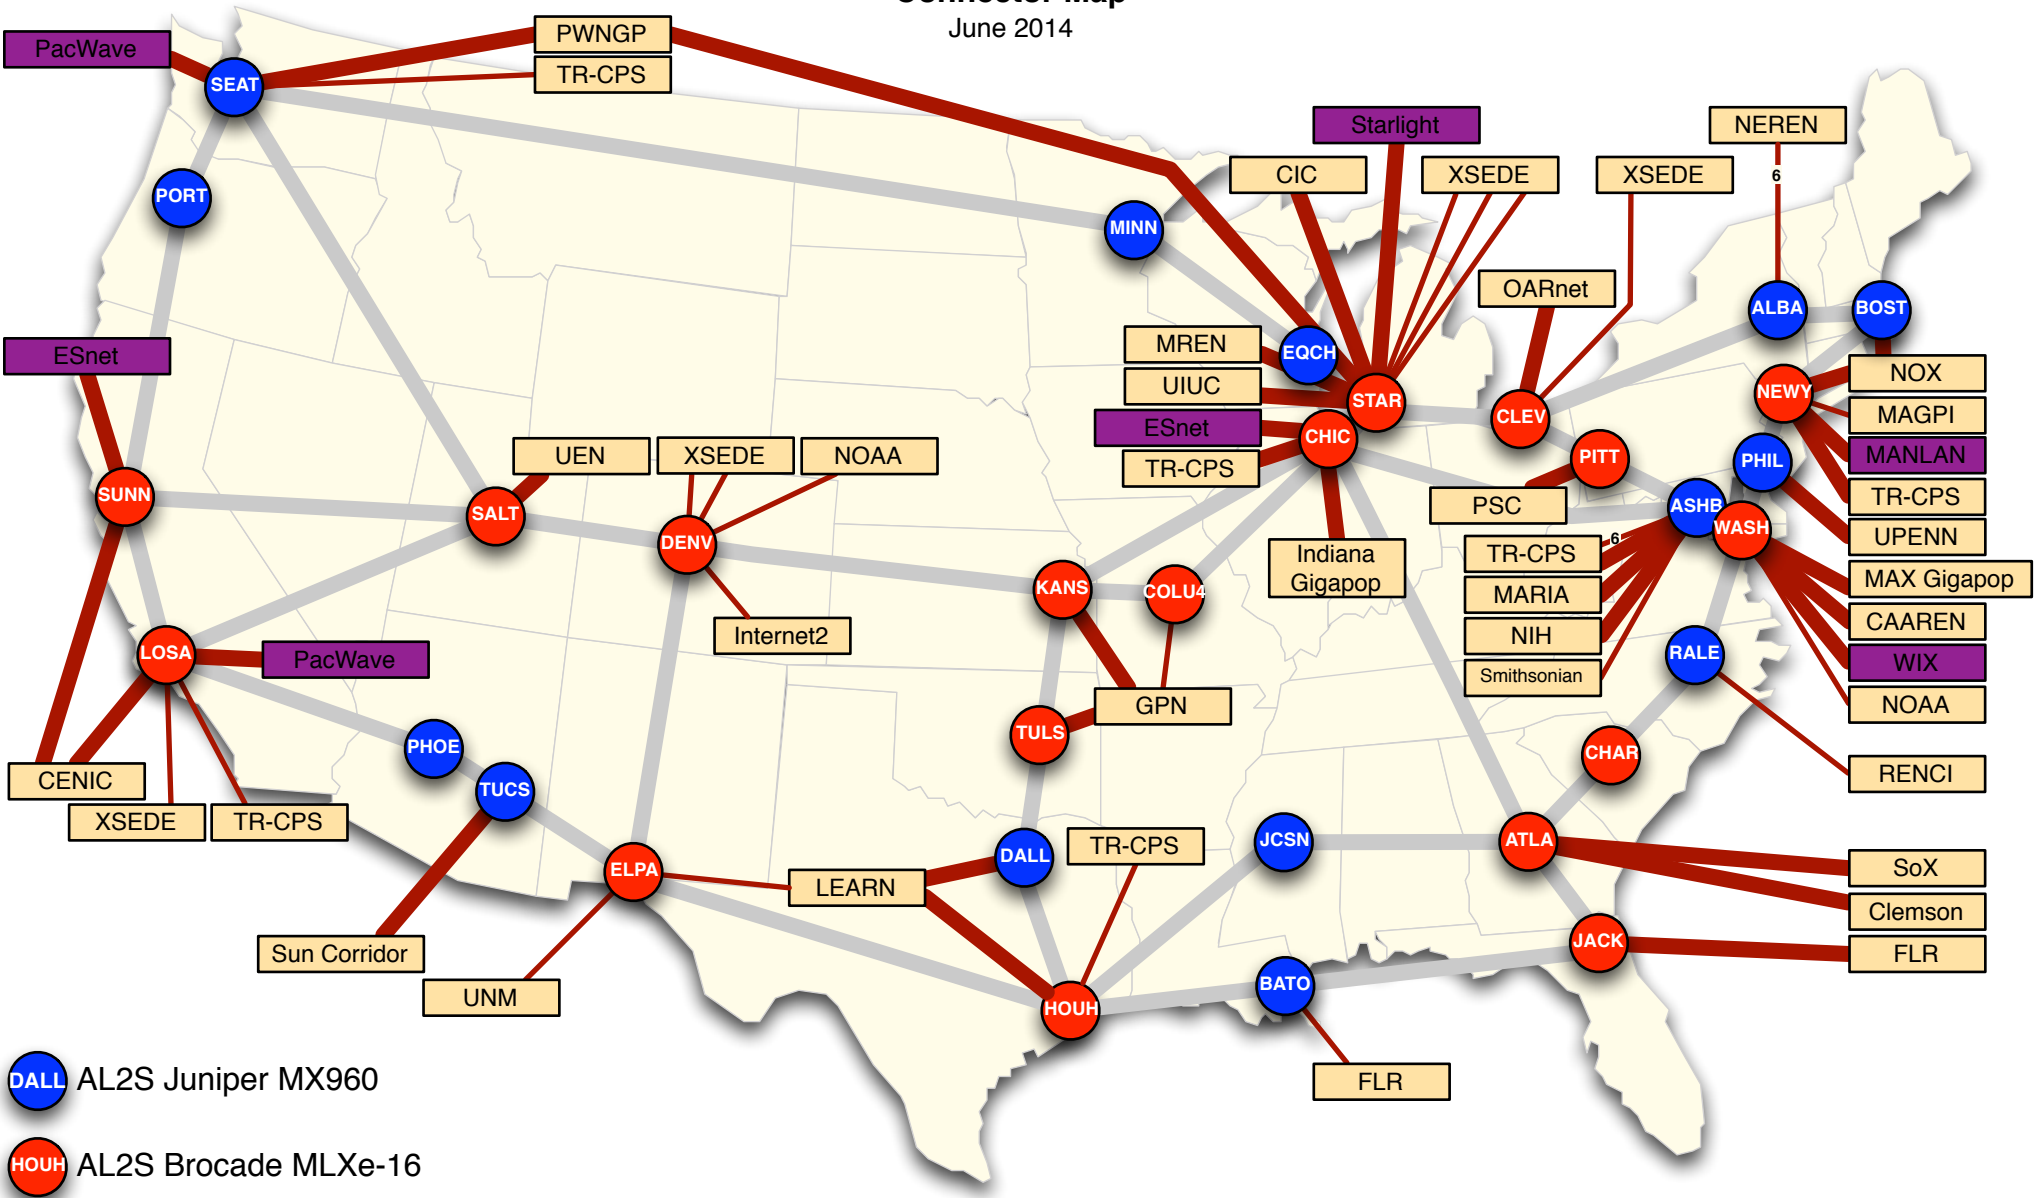 Connector Map
June 2014
PacWave
PWNGP
TR-CPS
SEAT
PORT
MINN
Starlight
CIC
XSEDE
XSEDE
NEREN
6
OARnet
ALBA
BOST
ESnet
MREN
UIUC
ESnet
TR-CPS
EQCH
STAR
CHIC
CLEV
PITT
PSC
NEWY
PHIL
ASHB
WASH
NOX
MAGPI
MANLAN
TR-CPS
UPENN
MAX Gigapop
CAAREN
WIX
NOAA
RENCI
UEN
XSEDE
NOAA
SUNN
SALT
DENV
Internet2
KANS
COLU4
Indiana
Gigapop
6
TR-CPS
MARIA
NIH
Smithsonian
RALE
CHAR
LOSA
PacWave
PHOE
TUCS
GPN
TULS
CENIC
XSEDE
TR-CPS
ELPA
LEARN
DALL
TR-CPS
JCSN
ATLA
SoX
Clemson
FLR
JACK
Sun Corridor
UNM
HOUH
BATO
FLR
DALL AL2S Juniper MX960
HOUH AL2S Brocade MLXe-16